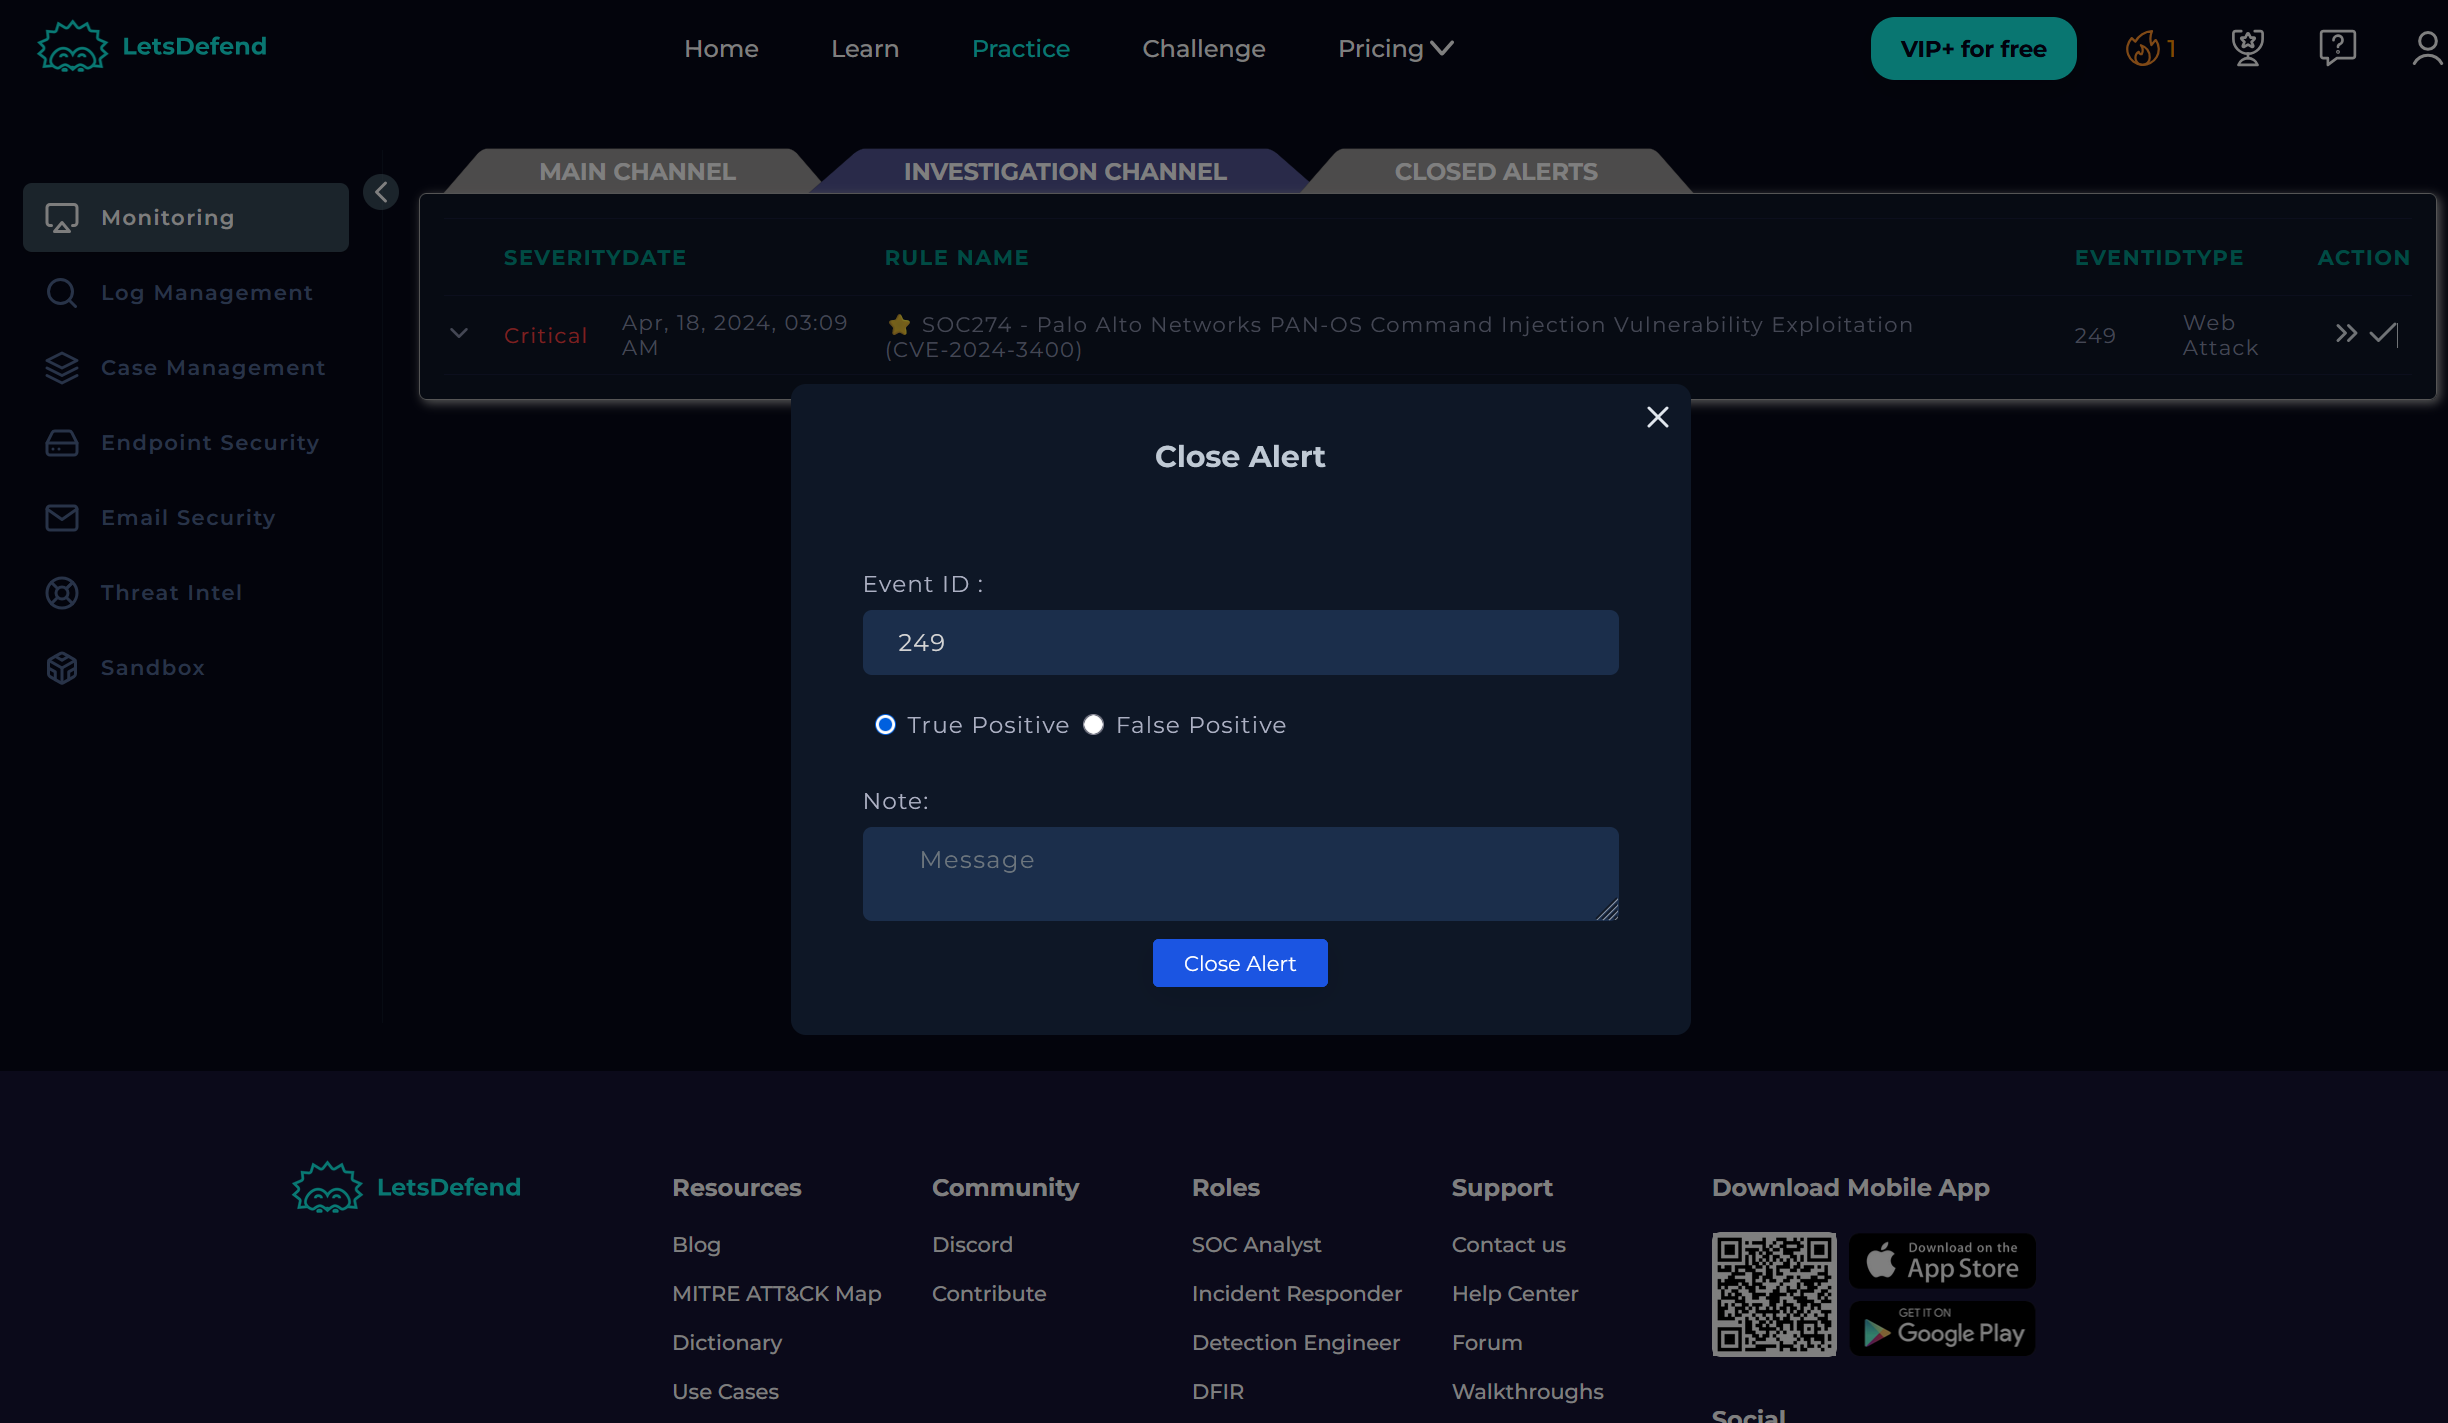 LetsDefend
Home Learn Practice Challenge Pricing
VIP+ for free
1
MAIN CHANNEL INVESTIGATION CHANNEL CLOSED ALERTS
Monitoring
Log Management
Case Management
Endpoint Security
Email Security
Threat Intel
Sandbox
SEVERITY DATE RULE NAME EVENTID TYPE ACTION
Critical Apr, 18, 2024, 03:09
AM
SOC274 - Palo Alto Networks PAN-OS Command Injection Vulnerability Exploitation
(CVE-2024-3400)
249
Web
Attack
Close Alert
Event ID :
249
True Positive False Positive
Note:
Message
Close Alert
LetsDefend
Resources
Blog
MITRE ATT&CK Map
Dictionary
Use Cases
Community
Discord
Contribute
Roles
SOC Analyst
Incident Responder
Detection Engineer
DFIR
Support
Contact us
Help Center
Forum
Walkthroughs
Download Mobile App
Download on the
App Store
GET IT ON
Google Play
Social